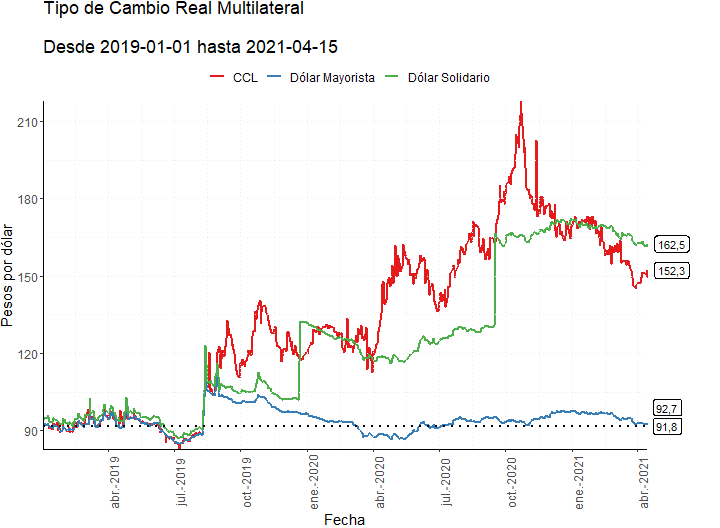 Tipo de Cambio Real Multilateral
Desde 2019-01-01 hasta 2021-04-15
CCL Dólar Mayorista Dólar Solidario
Pesos por dólar
210
180
150
120
90
162,5
152,3
92,7
91,8
abr.-2019
jul.-2019
oct.-2019
ene.-2020
abr.-2020
jul.-2020
oct.-2020
ene.-2021
abr.-2021
Fecha